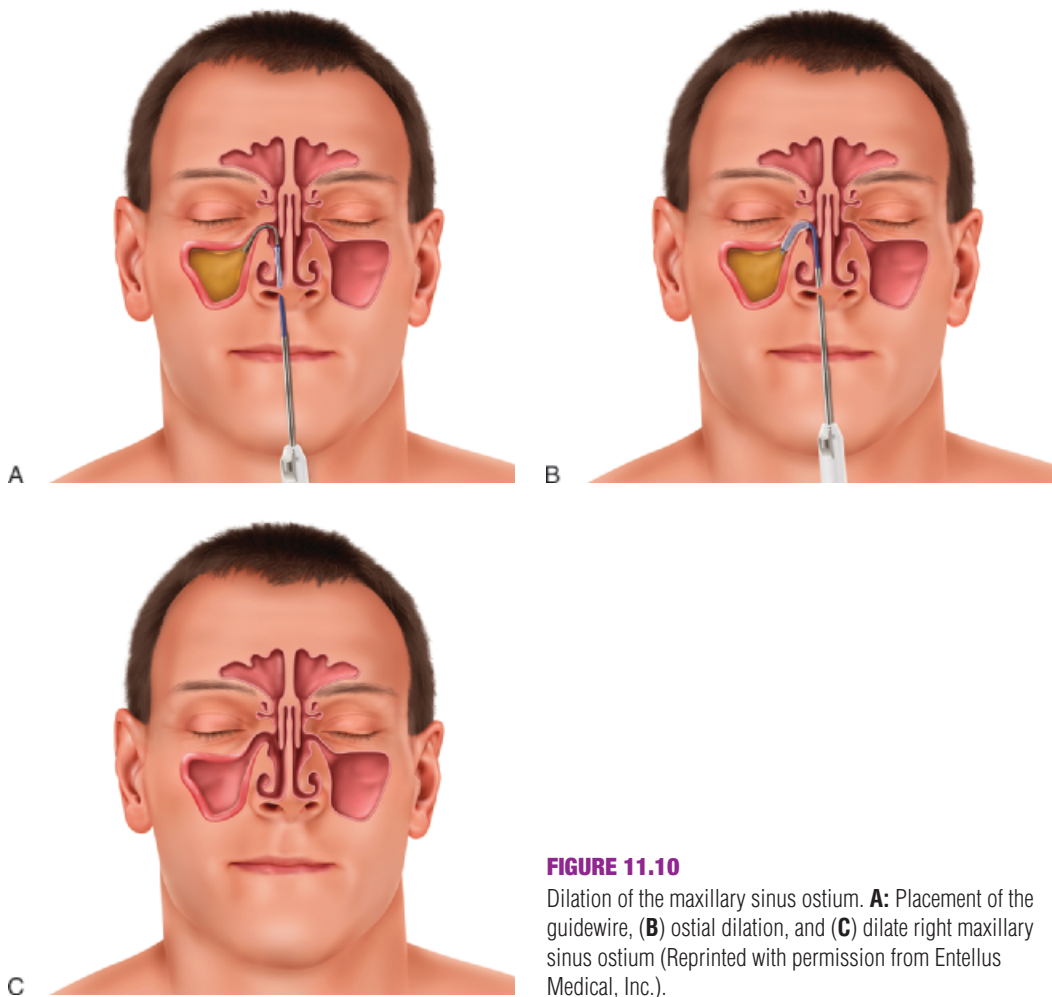 A
B
C
FIGURE 11.10
Dilation of the maxillary sinus ostium. A: Placement of the
guidewire, (B) ostial dilation, and (C) dilate right maxillary
sinus ostium (Reprinted with permission from Entellus
Medical, Inc.).